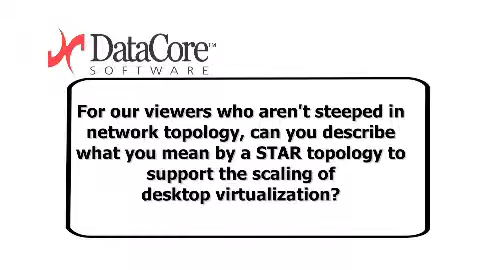 DataCore™
SOFTWARE
For our viewers who aren't steeped in
network topology, can you describe
what you mean by a STAR topology to
support the scaling of
desktop virtualization?